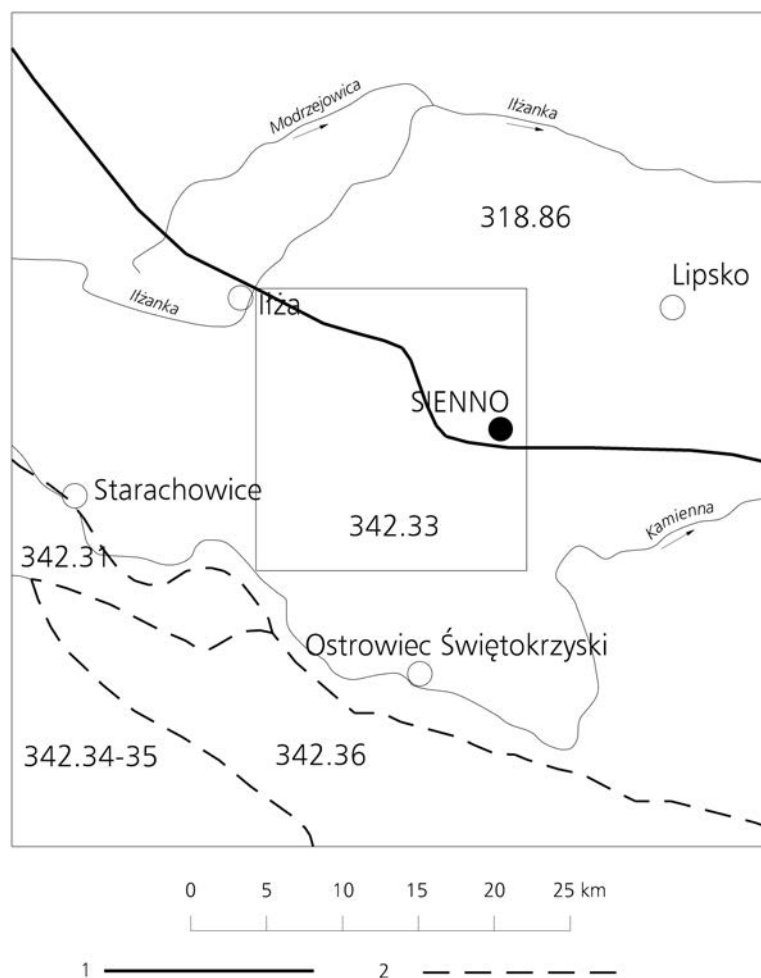 Modrzejowica
Iłżanka
318.86
Lipsko
Iłżanka
Iłża
SIENNO
Starachowice
342.33
Kamienna
342.31
Ostrowiec Świętokrzyski
342.34-35
342.36
0 5 10 15 20 25 km
1 2